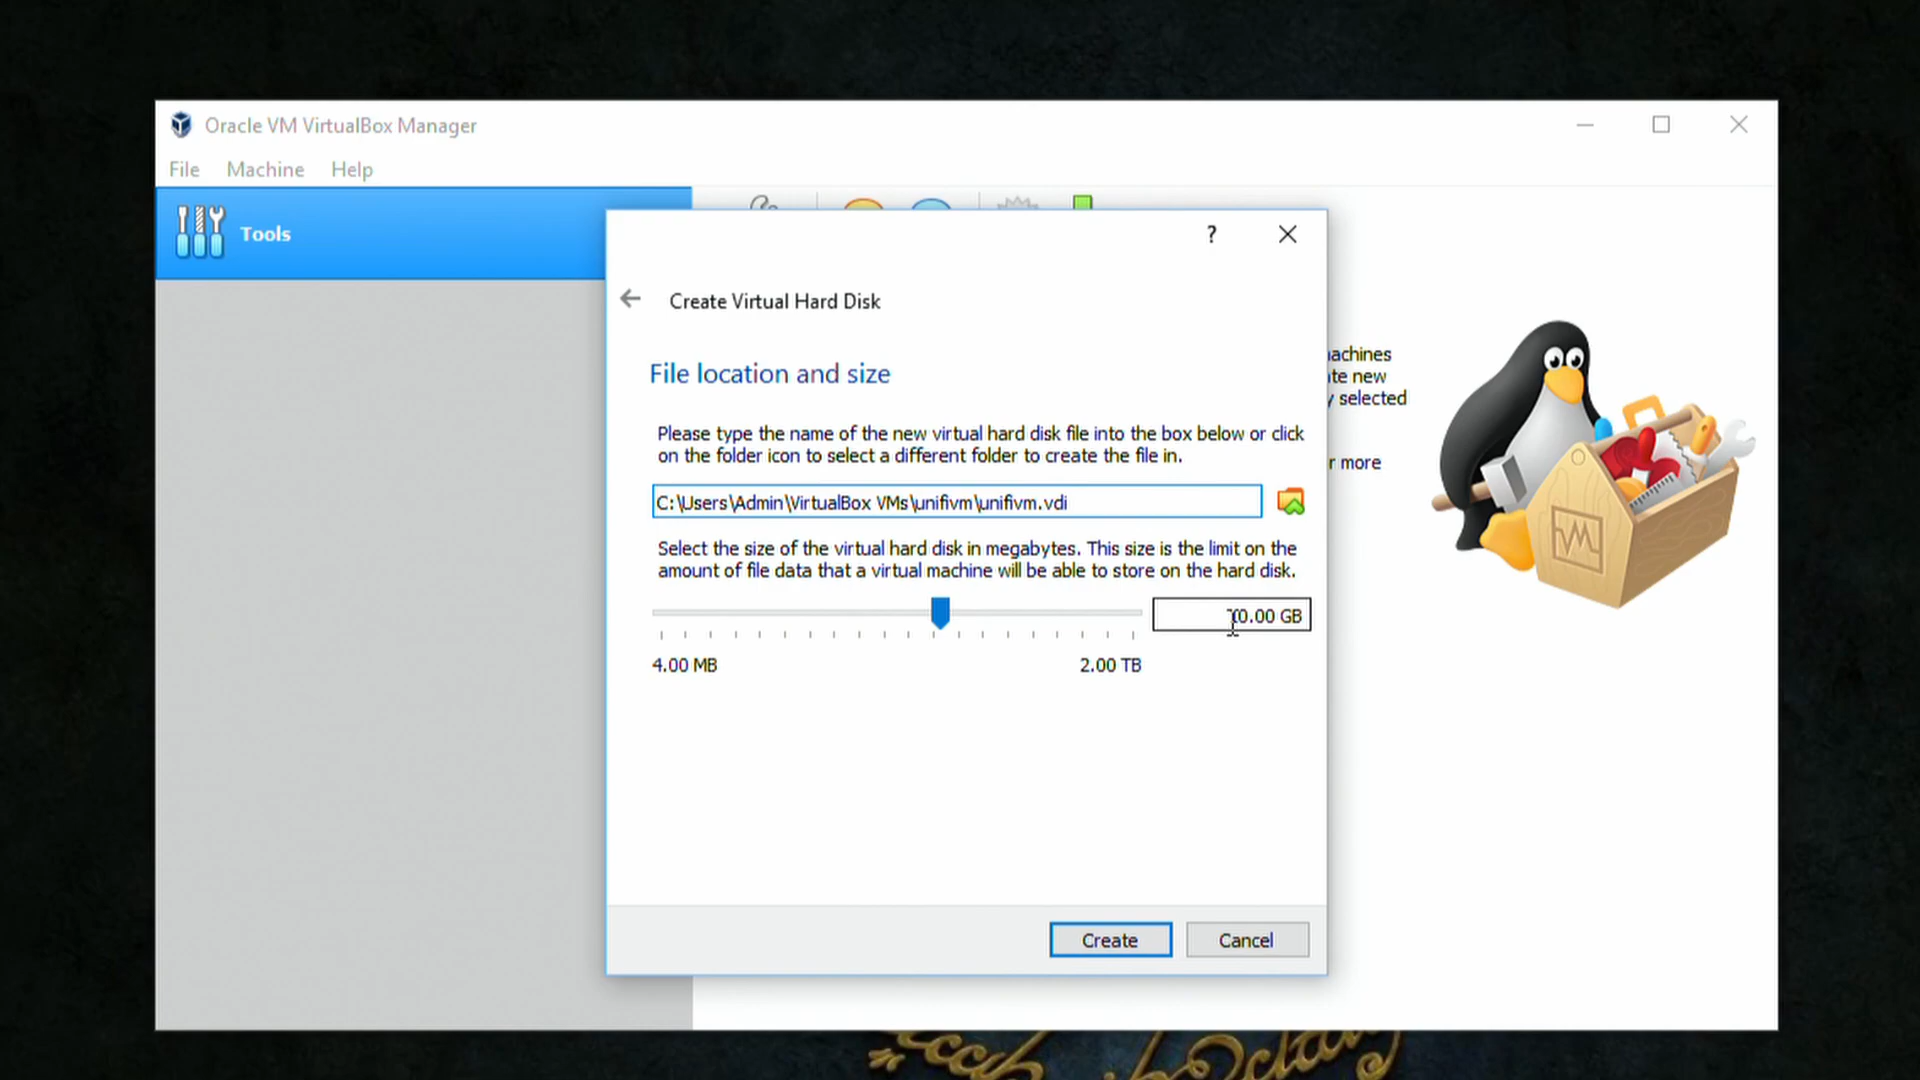 Oracle VM VirtualBox Manager
File Machine Help
Tools
?
Create Virtual Hard Disk
File location and size
Please type the name of the new virtual hard disk file into the box below or click
on the folder icon to select a different folder to create the file in.
C:\Users\Admin\VirtualBox VMs\unifivm\unifivm.vdi
Select the size of the virtual hard disk in megabytes. This size is the limit on the
amount of file data that a virtual machine will be able to store on the hard disk.
GB
4.00 MB
2.00 TB
Create
Cancel
new
selected
more